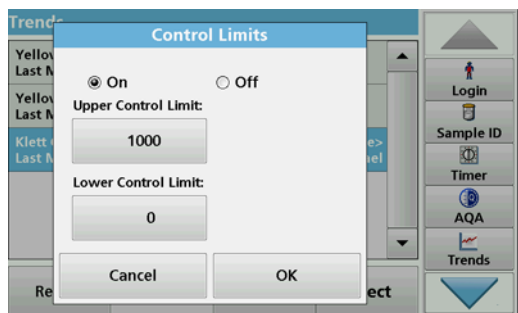 Trends
Control Limits
Yellow
Last M
On
Off
Yellow
Last M
Upper Control Limit:
1000
Klett
e>
Last M
ael
Lower Control Limit:
0
Cancel
OK
Re
ect
Login
Sample ID
Timer
AQA
Trends